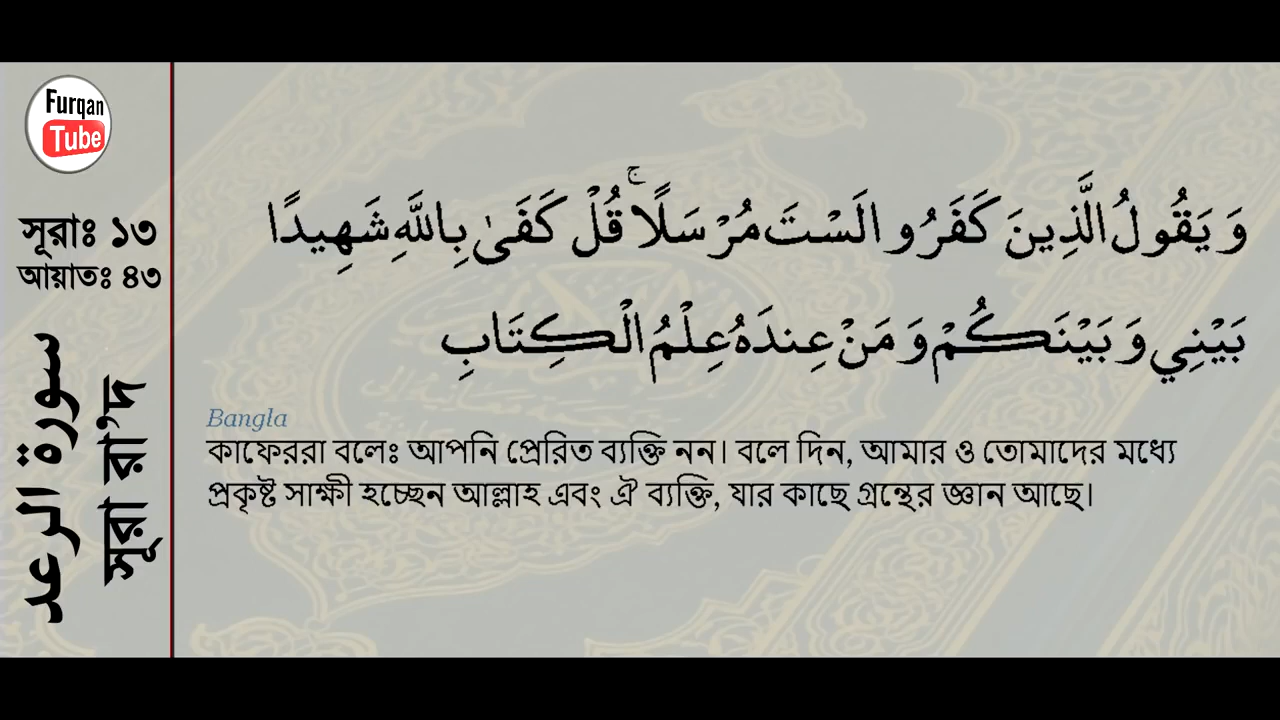 Furqan
Tube
সূরাঃ ১৩
আয়াতঃ ৪৩
سورة الرعد
সূরা রা’দ
وَيَقُولُ الَّذِينَ كَفَرُوا لَسْتَ مُرْسَلًا ۚ قُلْ كَفَىٰ بِاللَّهِ شَهِيدًا
بَيْنِي وَبَيْنَكُمْ وَمَنْ عِندَهُ عِلْمُ الْكِتَابِ
Bangla
কাফেররা বলেঃ আপনি প্রেরিত ব্যক্তি নন। বলে দিন, আমার ও তোমাদের মধ্যে
প্রকৃষ্ট সাক্ষী হচ্ছেন আল্লাহ এবং ঐ ব্যক্তি, যার কাছে গ্রন্থের জ্ঞান আছে।